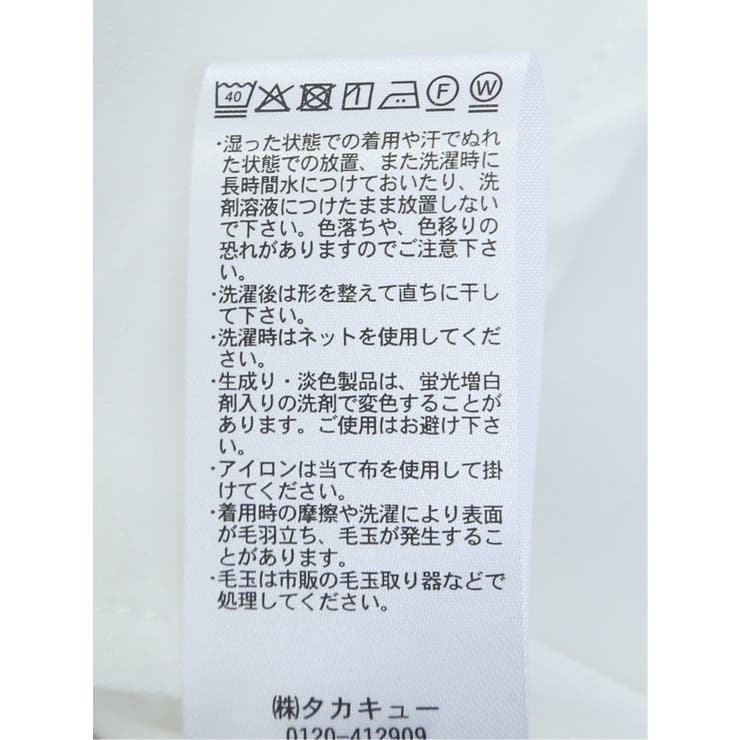 40 F W
・湿った状態での着用や汗でぬれ
た状態での放置、また洗濯時に
長時間水につけておいたり、洗
剤溶液につけたまま放置しない
で下さい。色落ちや、色移りの
恐れがありますのでご注意下さ
い。
・洗濯後は形を整えて直ちに干し
て下さい。
・洗濯時はネットを使用してくだ
さい。
・生成り・淡色製品は、蛍光増白
剤入りの洗剤で変色することが
あります。ご使用はお避け下さ
い。
・アイロンは当て布を使用して掛
けてください。
・着用時の摩擦や洗濯により表面
が毛羽立ち、毛玉が発生するこ
とがあります。
・毛玉は市販の毛玉取り器などで
処理してください。
㈱タカキュー
0120-412909